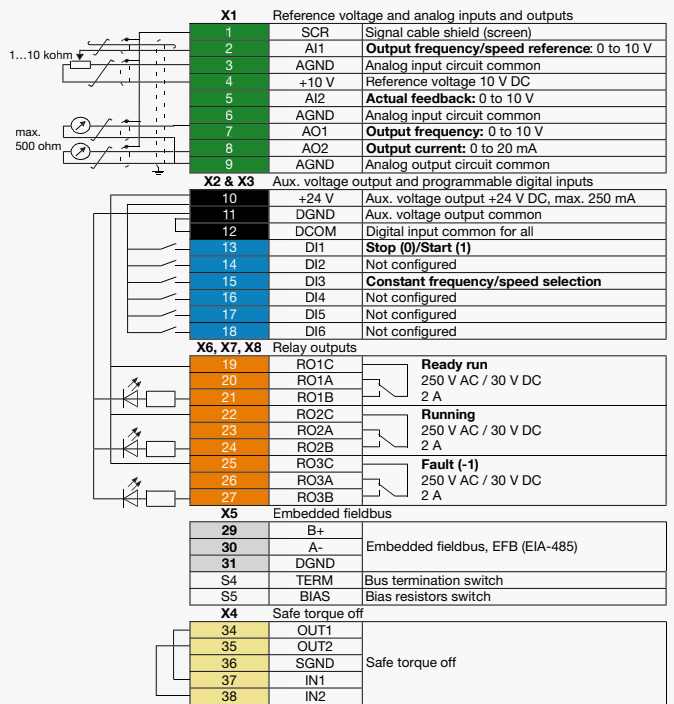 X1 Reference voltage and analog inputs and outputs
1 SCR Signal cable shield (screen)
1...10 kohm
2 AI1 Output frequency/speed reference: 0 to 10 V
3 AGND Analog input circuit common
4 +10 V Reference voltage 10 V DC
5 AI2 Actual feedback: 0 to 10 V
6 AGND Analog input circuit common
max.
500 ohm
7 AO1 Output frequency: 0 to 10 V
8 AO2 Output current: 0 to 20 mA
9 AGND Analog output circuit common
X2 & X3 Aux. voltage output and programmable digital inputs
10 +24 V Aux. voltage output +24 V DC, max. 250 mA
11 DGND Aux. voltage output common
12 DCOM Digital input common for all
13 DI1 Stop (0)/Start (1)
14 DI2 Not configured
15 DI3 Constant frequency/speed selection
16 DI4 Not configured
17 DI5 Not configured
18 DI6 Not configured
X6, X7, X8 Relay outputs
19 RO1C Ready run
20 RO1A 250 V AC / 30 V DC
21 RO1B 2 A
22 RO2C Running
23 RO2A 250 V AC / 30 V DC
24 RO2B 2 A
25 RO3C Fault (-1)
26 RO3A 250 V AC / 30 V DC
27 RO3B 2 A
X5 Embedded fieldbus
29 B+
30 A- Embedded fieldbus, EFB (EIA-485)
31 DGND
S4 TERM Bus termination switch
S5 BIAS Bias resistors switch
X4 Safe torque off
34 OUT1
35 OUT2
36 SGND Safe torque off
37 IN1
38 IN2